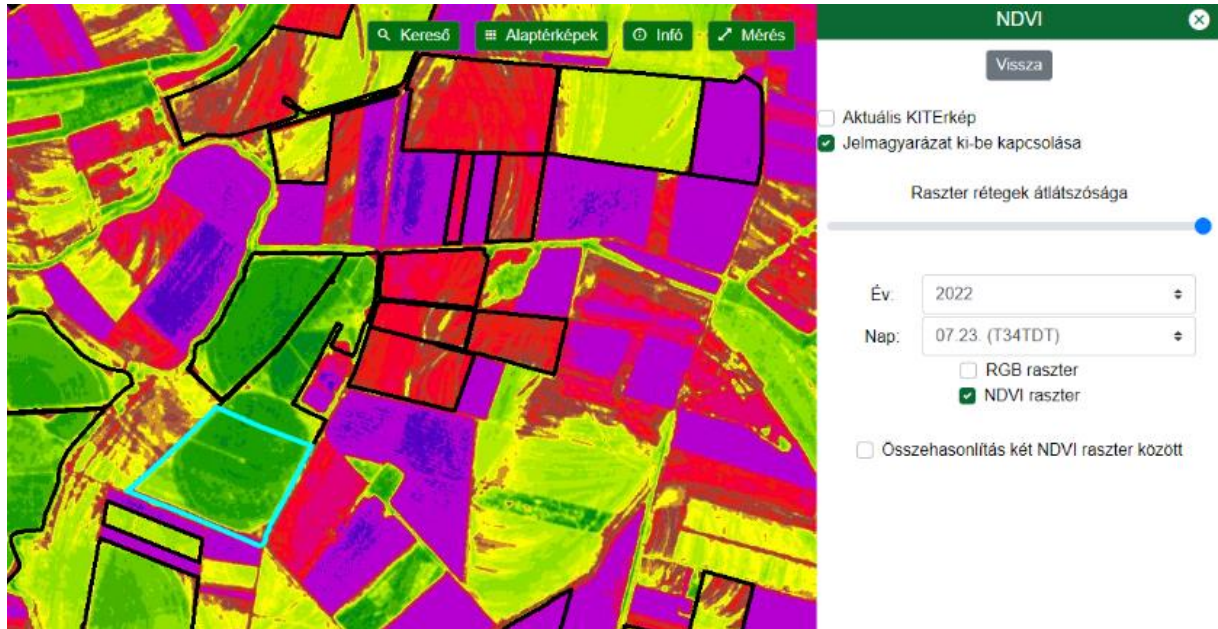 Kereső Alaptérképek Infó Mérés
NDVI
Vissza
Aktuális KITErkép
Jelmagyarázat ki-be kapcsolása
Raszter rétegek átlátszósága
Év: 2022
Nap: 07.23. (T34TDT)
RGB raszter
NDVI raszter
Összehasonlítás két NDVI raszter között